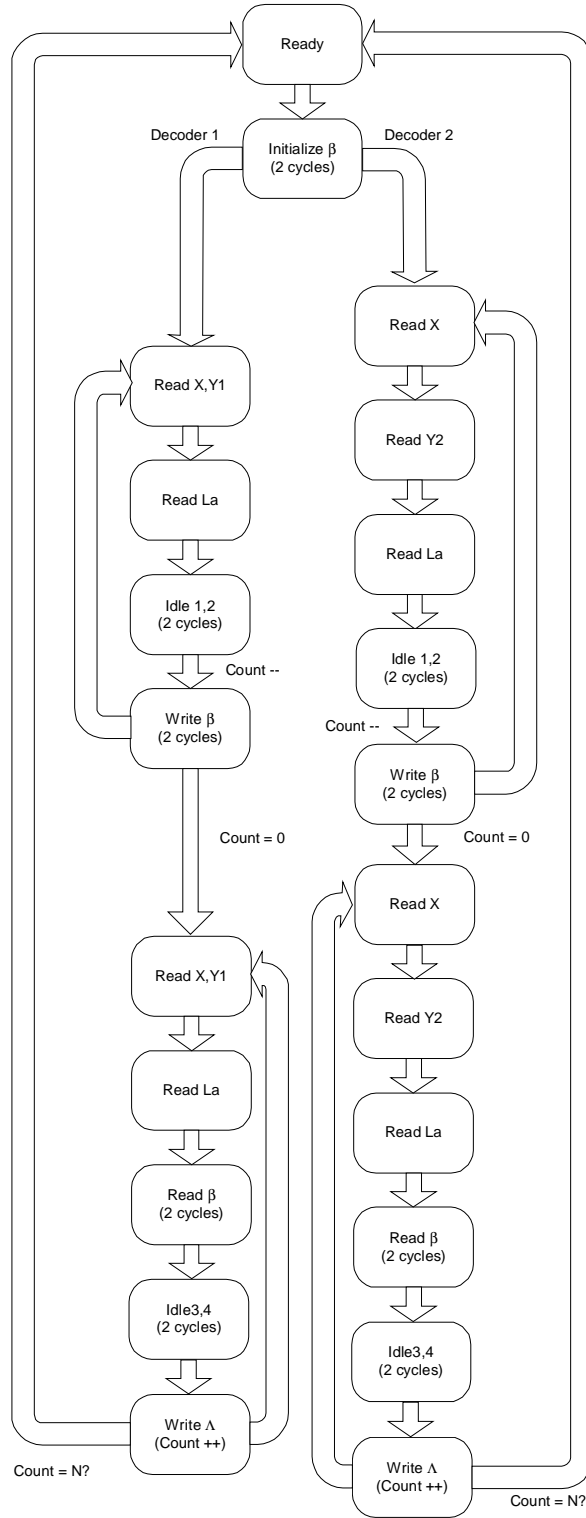 Ready
Decoder 1
Decoder 2
Initialize β
(2 cycles)
Read X,Y1
Read La
Idle 1,2
(2 cycles)
Count --
Write β
(2 cycles)
Count = 0
Read X,Y1
Read La
Read β
(2 cycles)
Idle3,4
(2 cycles)
Write Λ
(Count ++)
Count = N?
Read X
Read Y2
Read La
Idle 1,2
(2 cycles)
Count --
Write β
(2 cycles)
Count = 0
Read X
Read Y2
Read La
Read β
(2 cycles)
Idle3,4
(2 cycles)
Write Λ
(Count ++)
Count = N?